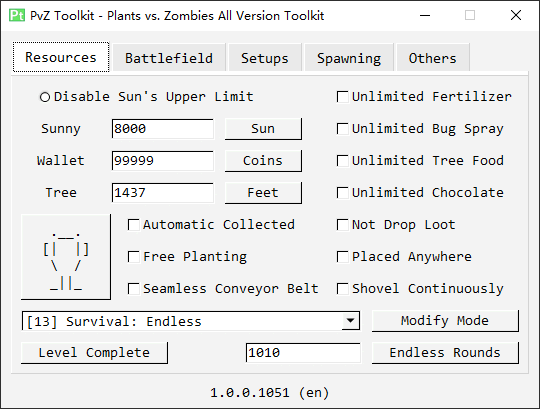 Pt PvZ Toolkit - Plants vs. Zombies All Version Toolkit
Resources Battlefield Setups Spawning Others
Disable Sun's Upper Limit Unlimited Fertilizer
Sunny 8000 Sun Unlimited Bug Spray
Wallet 99999 Coins Unlimited Tree Food
Tree 1437 Feet Unlimited Chocolate
Automatic Collected Not Drop Loot
Free Planting Placed Anywhere
Seamless Conveyor Belt Shovel Continuously
.__.
[| |]
\ /
_||_
[13] Survival: Endless Modify Mode
Level Complete 1010 Endless Rounds
1.0.0.1051 (en)